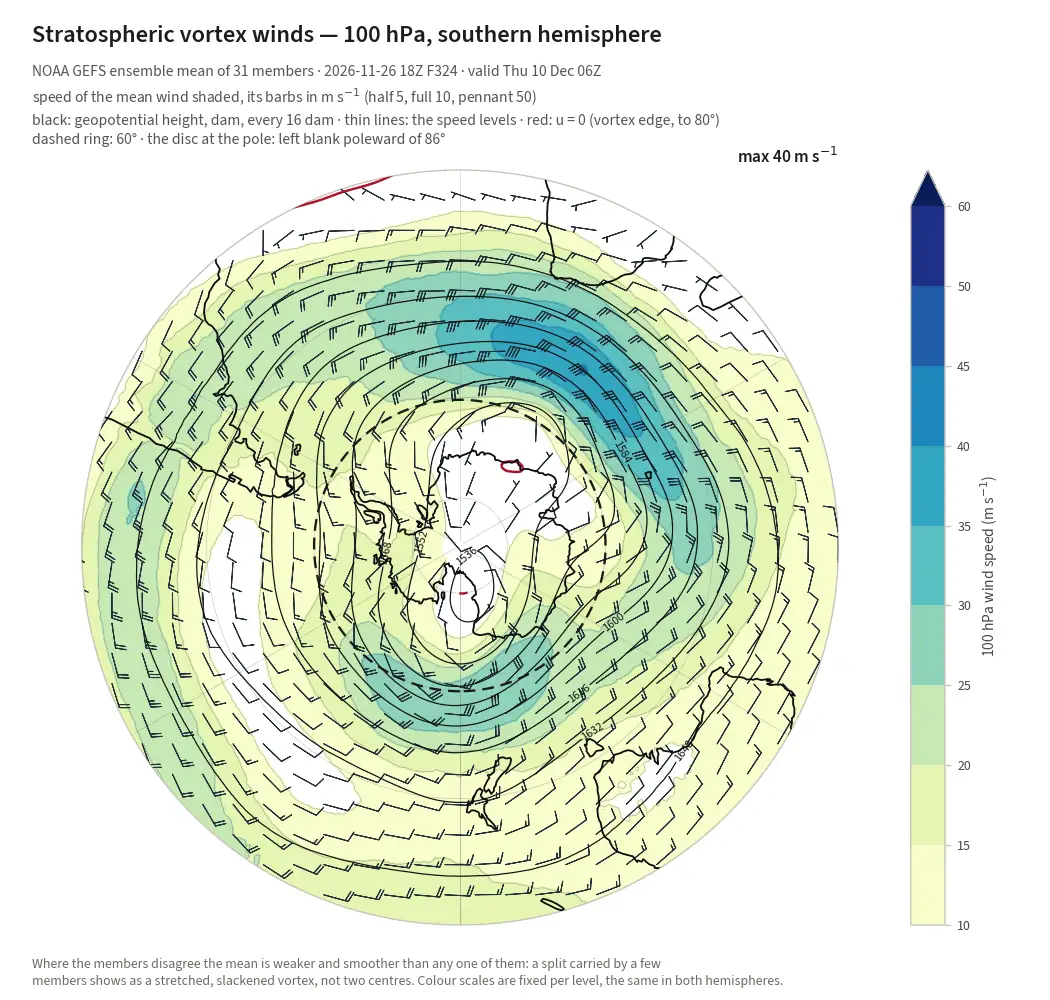 Stratospheric vortex winds — 100 hPa, southern hemisphere
NOAA GEFS ensemble mean of 31 members · 2026-11-26 18Z F324 · valid Thu 10 Dec 06Z
speed of the mean wind shaded, its barbs in m s⁻¹ (half 5, full 10, pennant 50)
black: geopotential height, dam, every 16 dam · thin lines: the speed levels · red: u = 0 (vortex edge, to 80°)
dashed ring: 60° · the disc at the pole: left blank poleward of 86°
max 40 m s⁻¹
60
50
45
40
35
30
25
20
15
10
100 hPa wind speed (m s⁻¹)
1584
1552
1568
1536
1600
1616
1632
1648
Where the members disagree the mean is weaker and smoother than any one of them: a split carried by a few
members shows as a stretched, slackened vortex, not two centres. Colour scales are fixed per level, the same in both hemispheres.